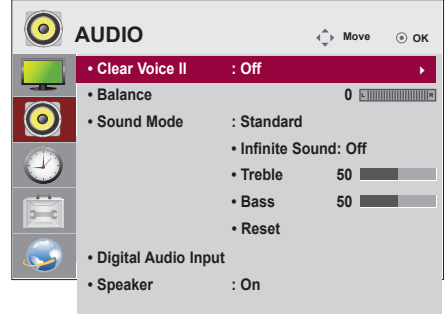 AUDIO Move OK
• Clear Voice II : Off
• Balance 0 L R
• Sound Mode : Standard
• Infinite Sound: Off
• Treble 50
• Bass 50
• Reset
• Digital Audio Input
• Speaker : On